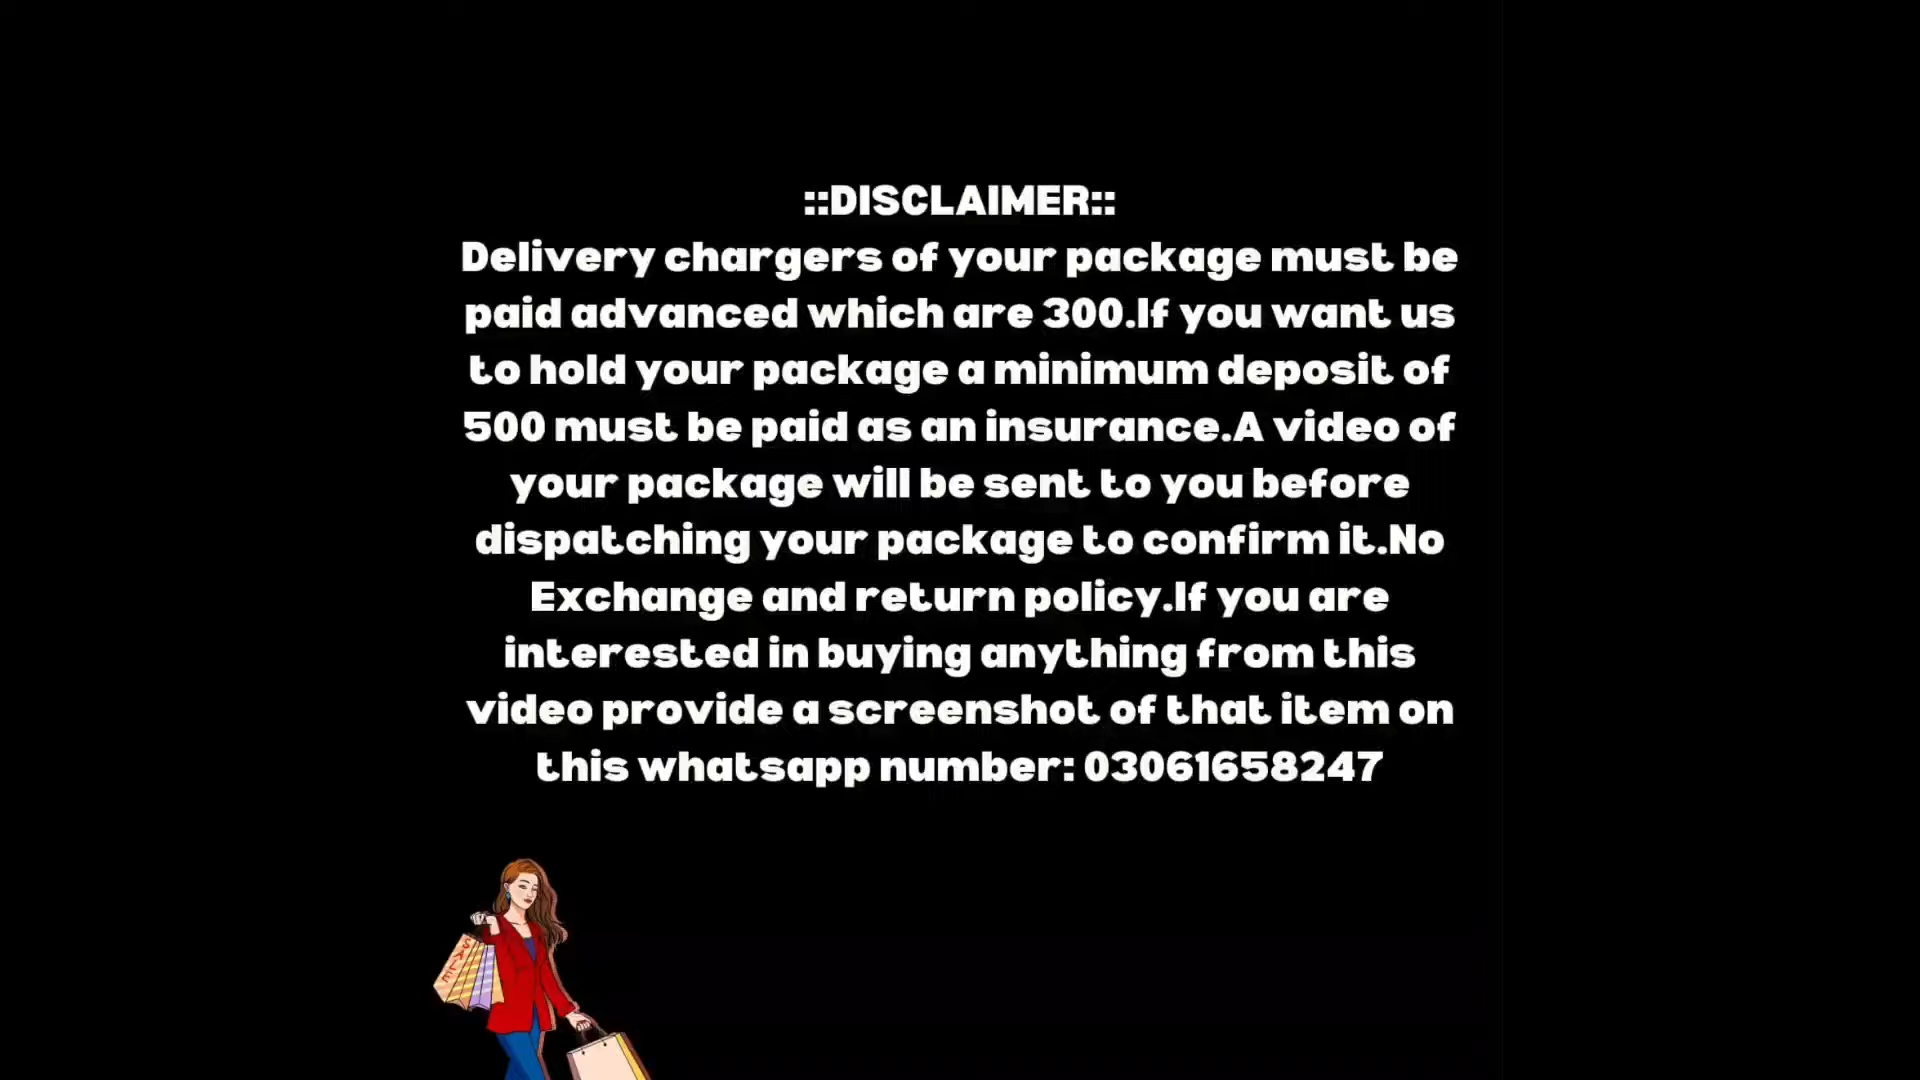 ::DISCLAIMER::
Delivery chargers of your package must be
paid advanced which are 300.If you want us
to hold your package a minimum deposit of
500 must be paid as an insurance.A video of
your package will be sent to you before
dispatching your package to confirm it.No
Exchange and return policy.If you are
interested in buying anything from this
video provide a screenshot of that item on
this whatsapp number: 03061658247
SALE